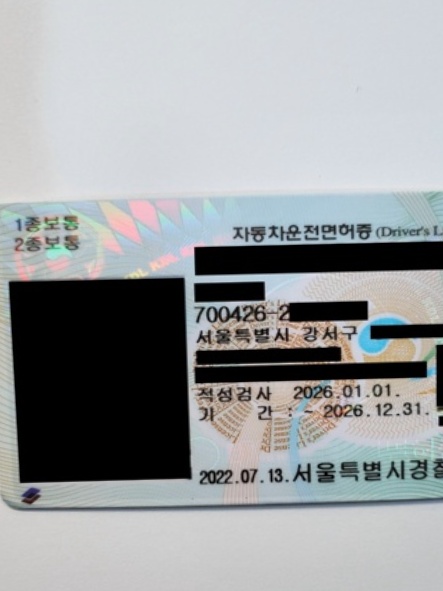 1종보통
2종보통
자동차운전면허증 (Driver's L
700426-2
서울특별시 강서구
적성검사 2026.01.01.
기 간 : ~ 2026.12.31.
2022.07.13. 서울특별시경찰